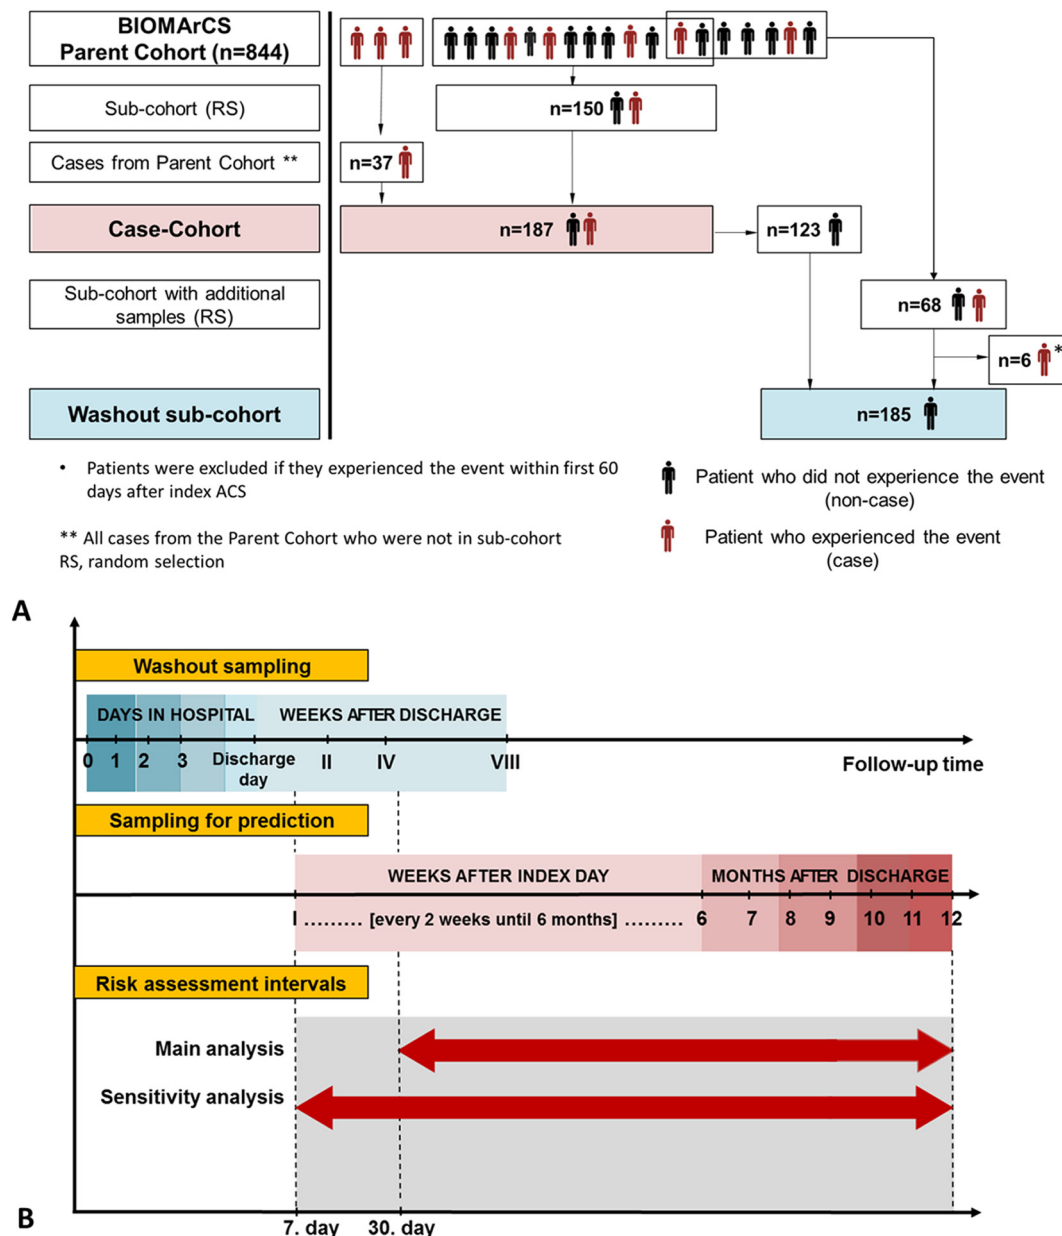 BIOMArCS
Parent Cohort (n=844)
Sub-cohort (RS)
n=150
Cases from Parent Cohort **
n=37
Case-Cohort
n=187
n=123
Sub-cohort with additional
samples (RS)
n=68
n=6 *
Washout sub-cohort
n=185
• Patients were excluded if they experienced the event within first 60
days after index ACS
** All cases from the Parent Cohort who were not in sub-cohort
RS, random selection
Patient who did not experience the event
(non-case)
Patient who experienced the event
(case)
A
Washout sampling
DAYS IN HOSPITAL WEEKS AFTER DISCHARGE
0 1 2 3 Discharge II IV VIII
day
Follow-up time
Sampling for prediction
WEEKS AFTER INDEX DAY MONTHS AFTER DISCHARGE
I ......... [every 2 weeks until 6 months] ......... 6 7 8 9 10 11 12
Risk assessment intervals
Main analysis
Sensitivity analysis
B
7. day 30. day